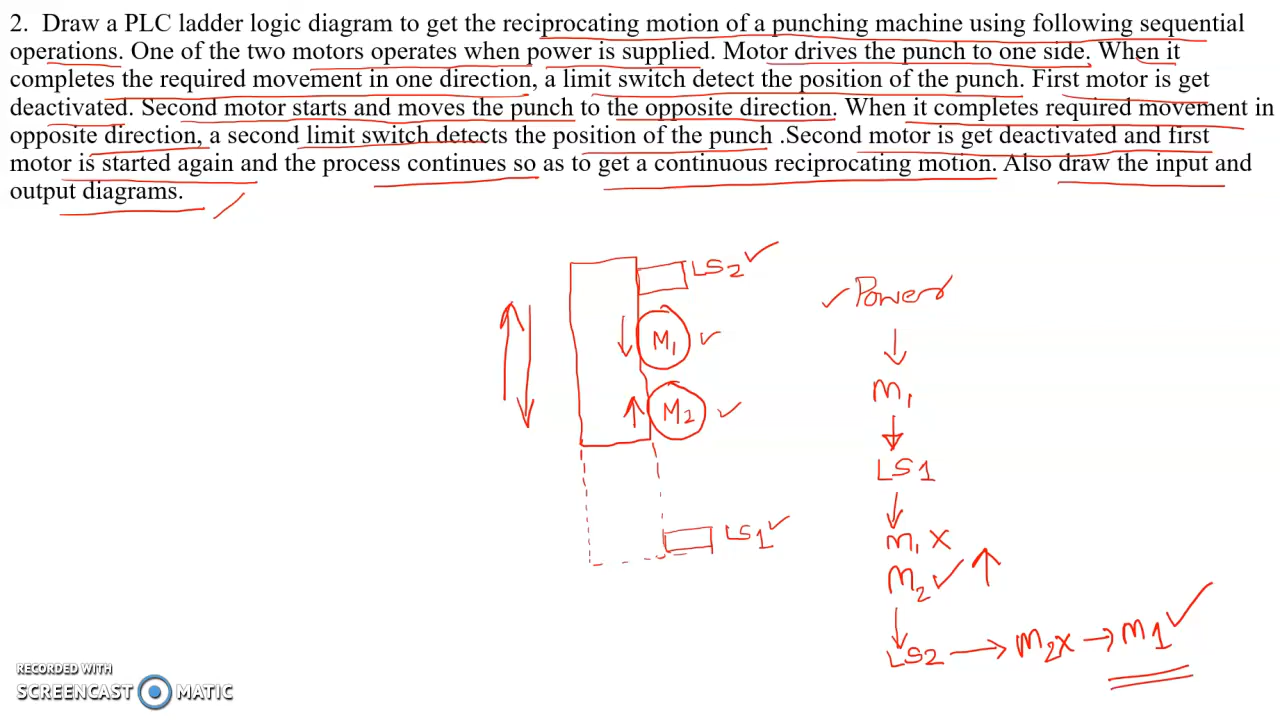 2. Draw a PLC ladder logic diagram to get the reciprocating motion of a punching machine using following sequential
operations. One of the two motors operates when power is supplied. Motor drives the punch to one side. When it
completes the required movement in one direction, a limit switch detect the position of the punch. First motor is get
deactivated. Second motor starts and moves the punch to the opposite direction. When it completes required movement in
opposite direction, a second limit switch detects the position of the punch .Second motor is get deactivated and first
motor is started again and the process continues so as to get a continuous reciprocating motion. Also draw the input and
output diagrams.
LS2
M1
M2
LS1
Power
M1
LS1
M1 X
M2
LS2 → M2X → M1
RECORDED WITH
SCREENCAST MATIC